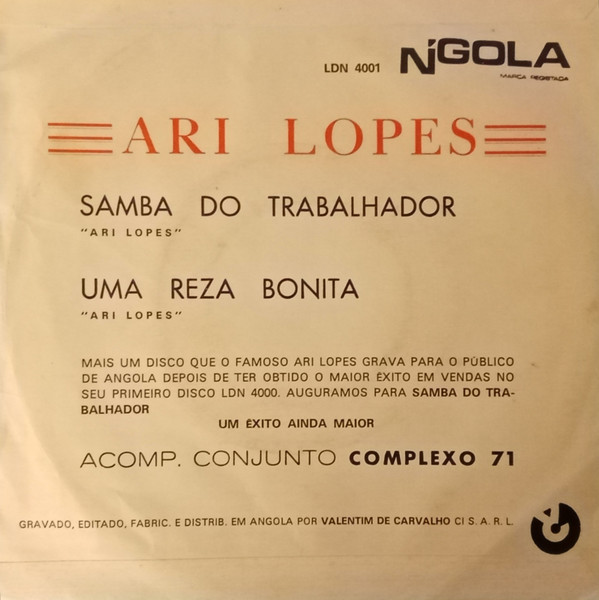 LDN 4001 N'GOLA
MARCA REGISTADA
ARI LOPES
SAMBA DO TRABALHADOR
"ARI LOPES"
UMA REZA BONITA
"ARI LOPES"
MAIS UM DISCO QUE O FAMOSO ARI LOPES GRAVA PARA O PÚBLICO
DE ANGOLA DEPOIS DE TER OBTIDO O MAIOR ÊXITO EM VENDAS NO
SEU PRIMEIRO DISCO LDN 4000. AUGURAMOS PARA SAMBA DO TRA-
BALHADOR
UM ÊXITO AINDA MAIOR
ACOMP. CONJUNTO COMPLEXO 71
GRAVADO, EDITADO, FABRIC. E DISTRIB. EM ANGOLA POR VALENTIM DE CARVALHO CI S. A. R. L.